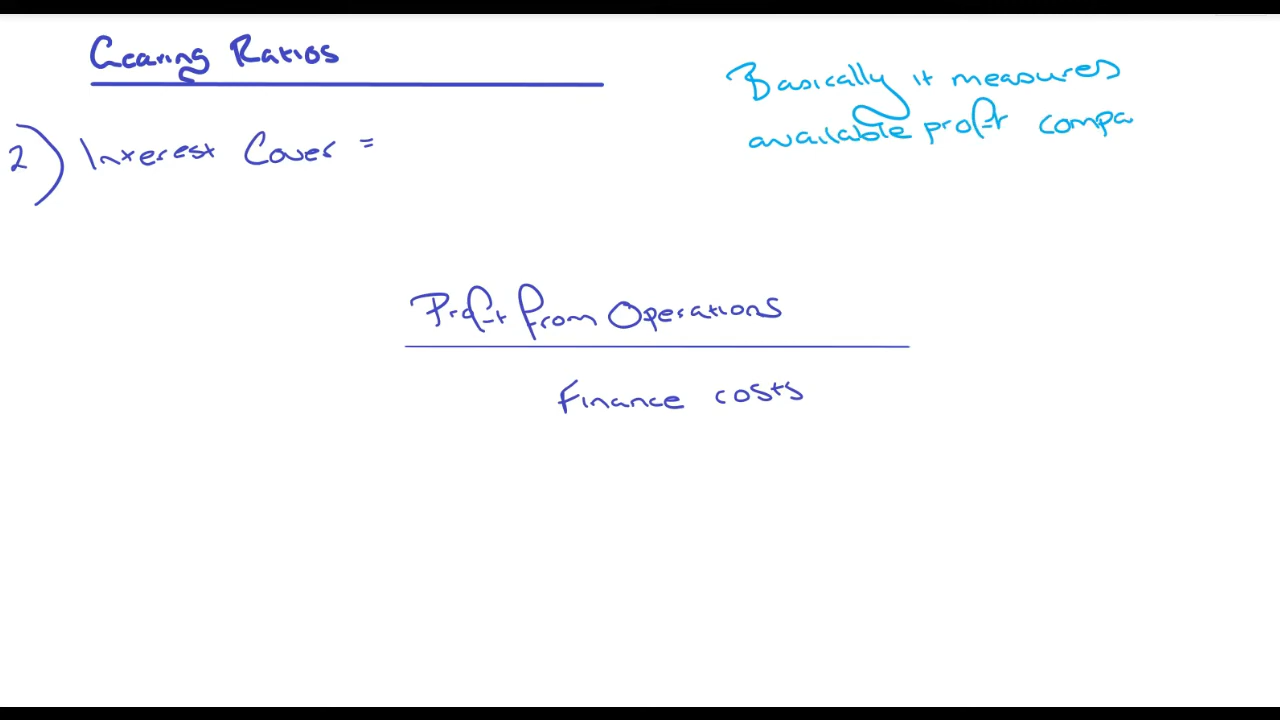 Gearing Ratios
Basically it measures
available profit compa
2) Interest Cover =
Profit from Operations
Finance costs